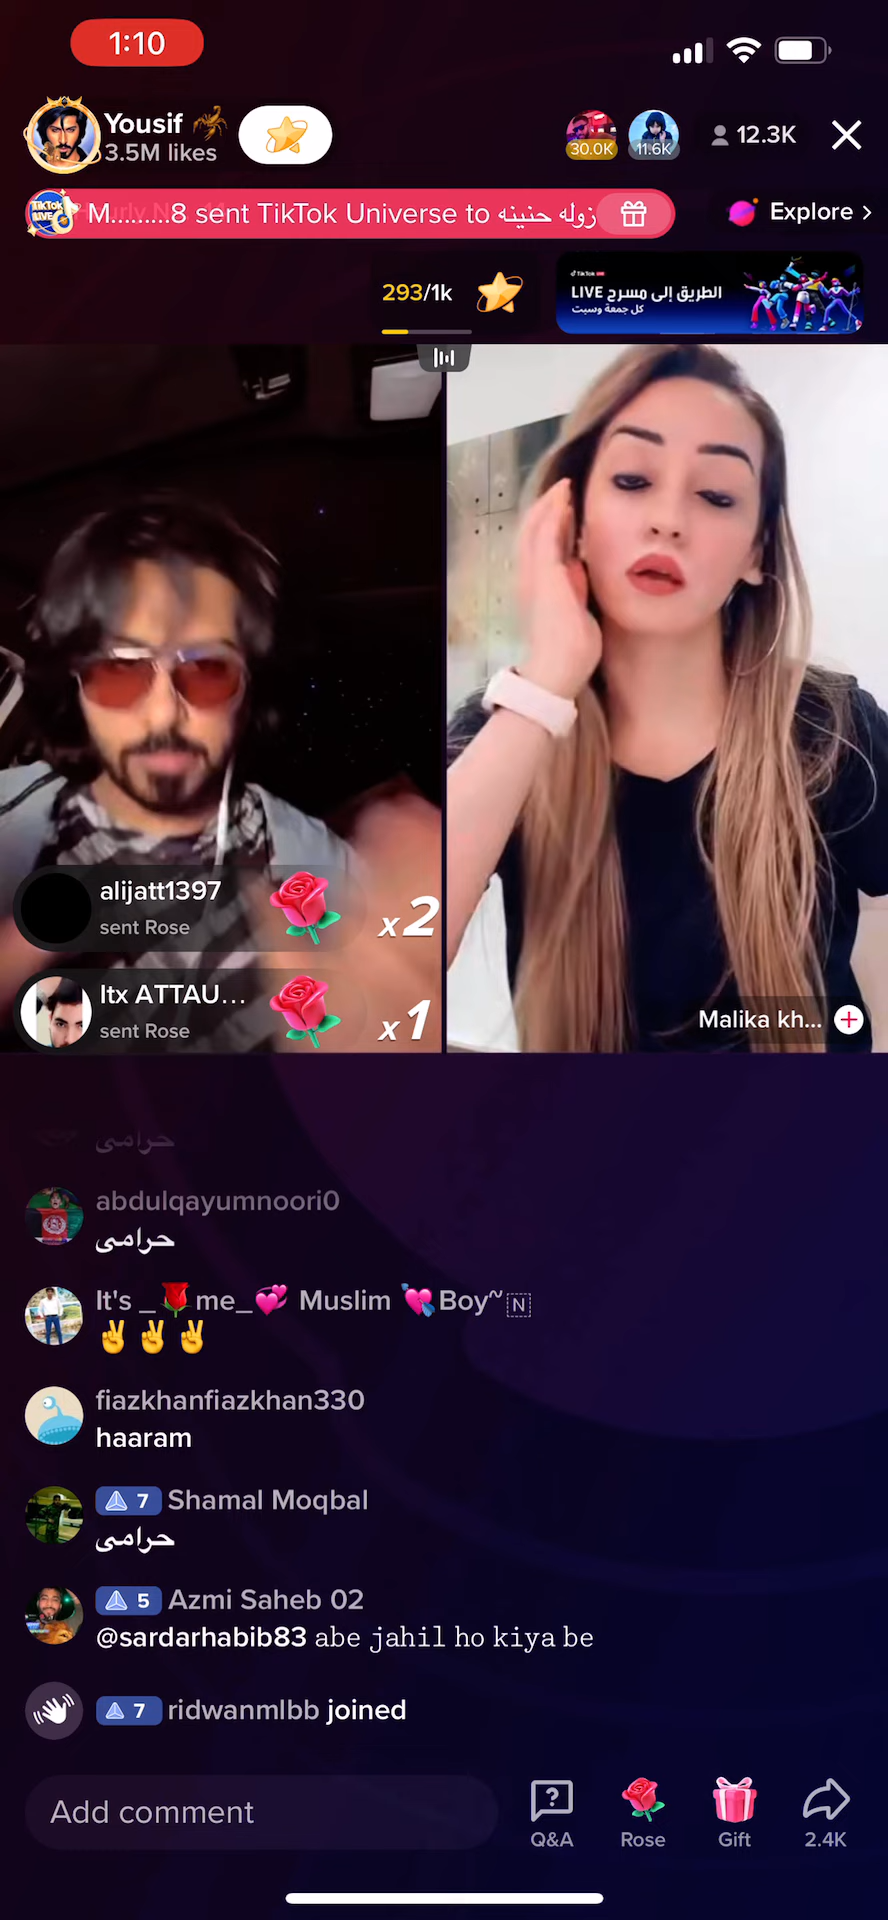 1:10
Yousif 🦂
3.5M likes
30.0K
11.6K
12.3K
M.........8 sent TikTok Universe to زوله حنينه
Explore >
293/1k
TikTok LIVE
الطريق إلى مسرح LIVE
كل جمعة وسبت
alijatt1397
sent Rose
x2
Itx ATTAU...
sent Rose
x1
Malika kh...
حرامی
abdulqayumnoori0
حرامی
It's _🌹me_💞 Muslim 💘Boy~🄽
✌️✌️✌️
fiazkhanfiazkhan330
haaram
7 Shamal Moqbal
حرامی
5 Azmi Saheb 02
@sardarhabib83 abe jahil ho kiya be
7 ridwanmlbb joined
Add comment
Q&A
Rose
Gift
2.4K